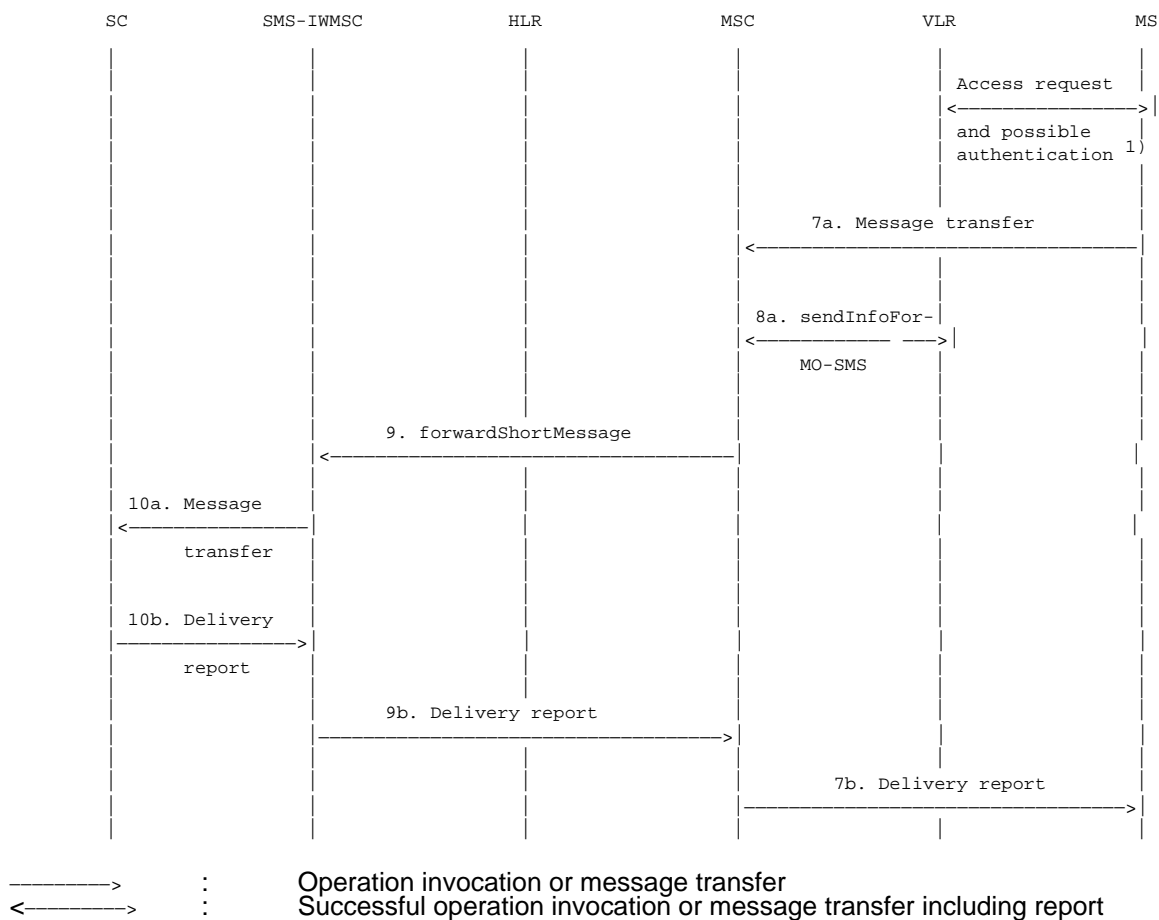 SC SMS-IWMSC HLR MSC VLR MS
Access request
and possible
authentication 1)
7a. Message transfer
8a. sendInfoFor-
MO-SMS
9. forwardShortMessage
10a. Message
transfer
10b. Delivery
report
9b. Delivery report
7b. Delivery report
: Operation invocation or message transfer
: Successful operation invocation or message transfer including report